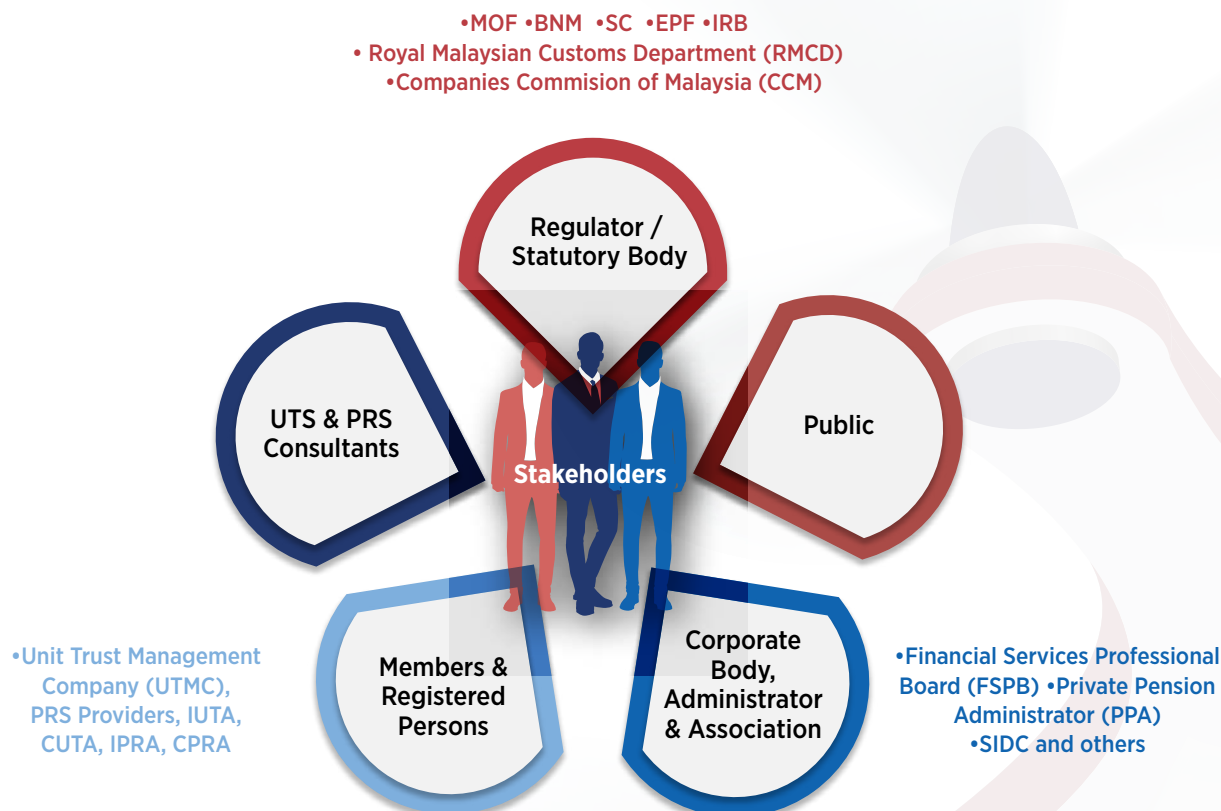 •MOF •BNM •SC •EPF •IRB
• Royal Malaysian Customs Department (RMCD)
•Companies Commision of Malaysia (CCM)
Regulator /
Statutory Body
UTS & PRS
Consultants
Public
Stakeholders
Members &
Registered
Persons
Corporate
Body,
Administrator
& Association
•Unit Trust Management
Company (UTMC),
PRS Providers, IUTA,
CUTA, IPRA, CPRA
•Financial Services Professional
Board (FSPB) •Private Pension
Administrator (PPA)
•SIDC and others